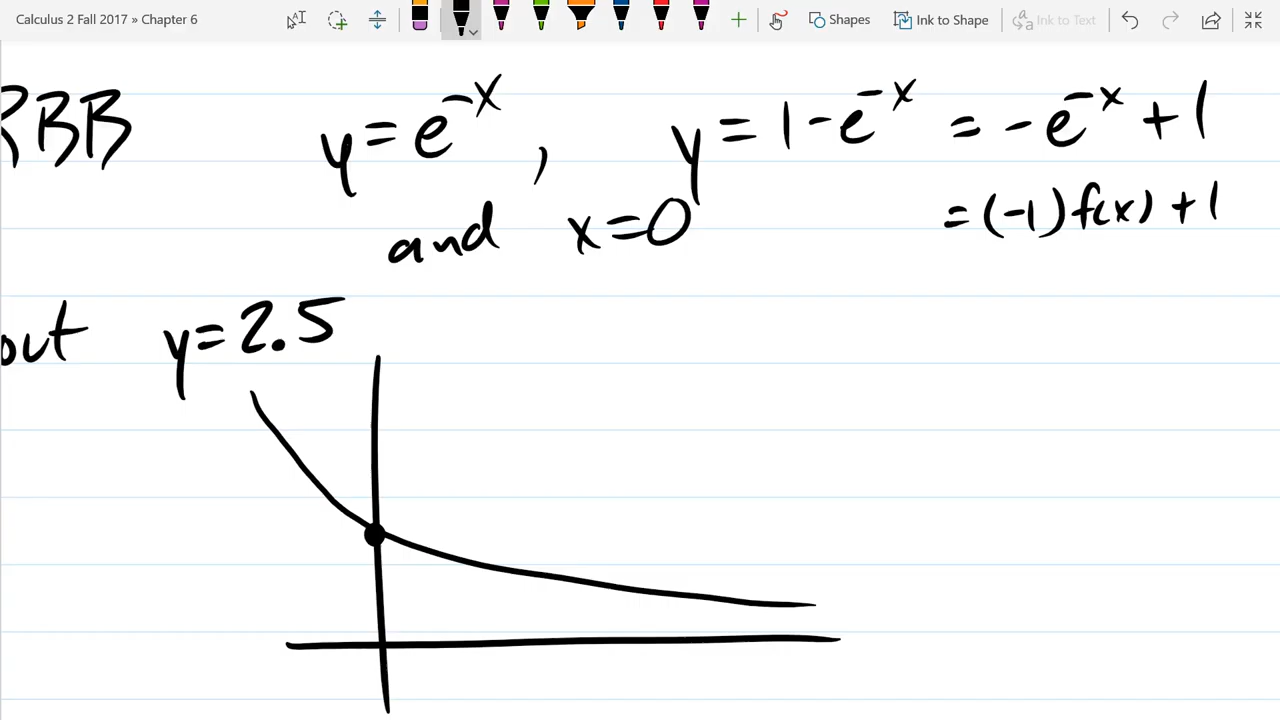 Calculus 2 Fall 2017 » Chapter 6 Shapes Ink to Shape Ink to Text
RBB y = e^{-x}, y = 1 - e^{-x} = -e^{-x} + 1
and x = 0 = (-1) f(x) + 1
out y = 2.5